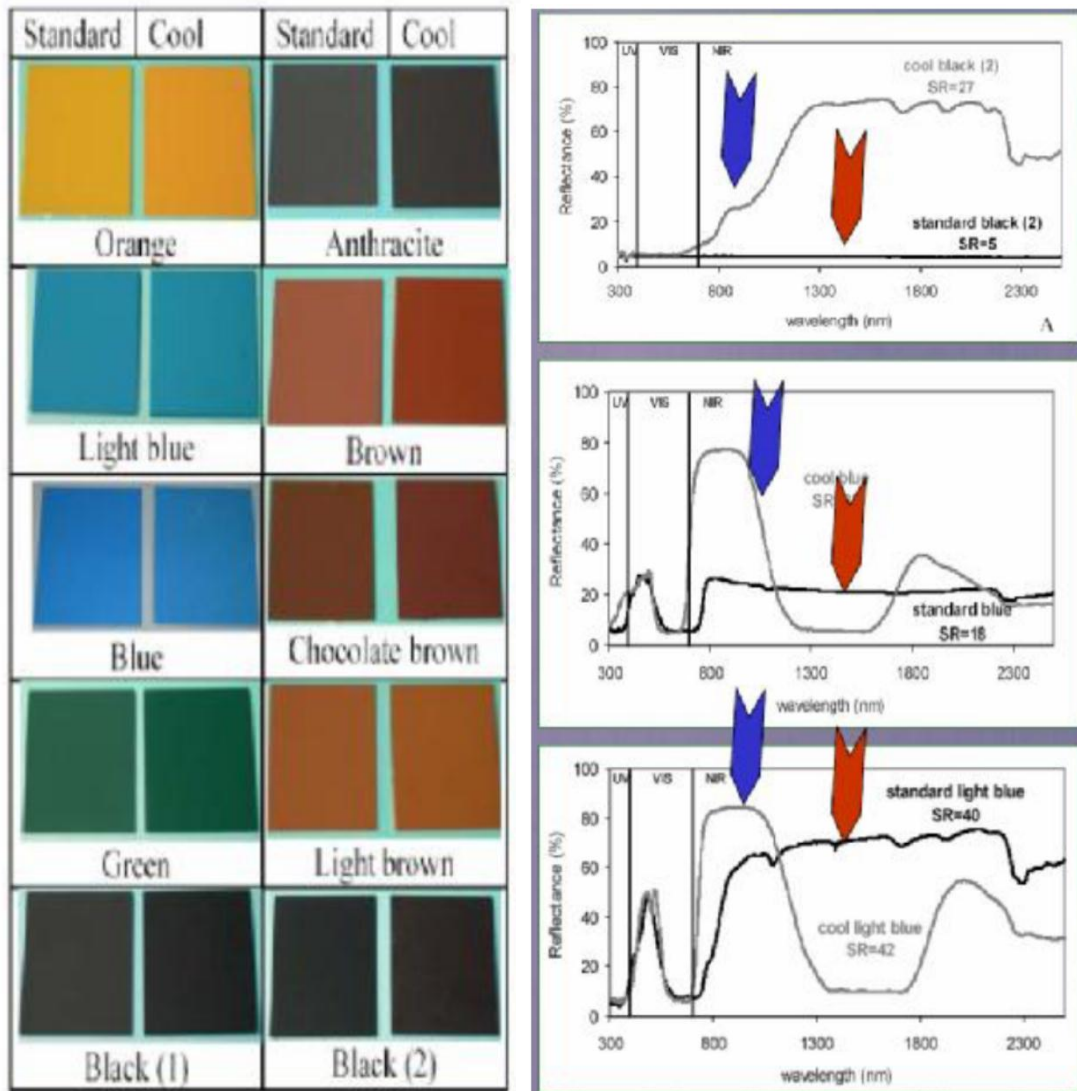 Standard Cool Standard Cool
Orange Anthracite
Light blue Brown
Blue Chocolate brown
Green Light brown
Black (1) Black (2)
100
80
60
40
20
0
Reflectance (%)
UV VIS NIR
cool black (2)
SR=27
standard black (2)
SR=5
300 800 1300 1800 2300
wavelength (nm)
A
100
80
60
40
20
0
Reflectance (%)
UV VIS NIR
cool blue
SR
standard blue
SR=18
300 800 1300 1800 2300
wavelength (nm)
100
80
60
40
20
0
Reflectance (%)
UV VIS NIR
standard light blue
SR=40
cool light blue
SR=42
300 800 1300 1800 2300
wavelength (nm)